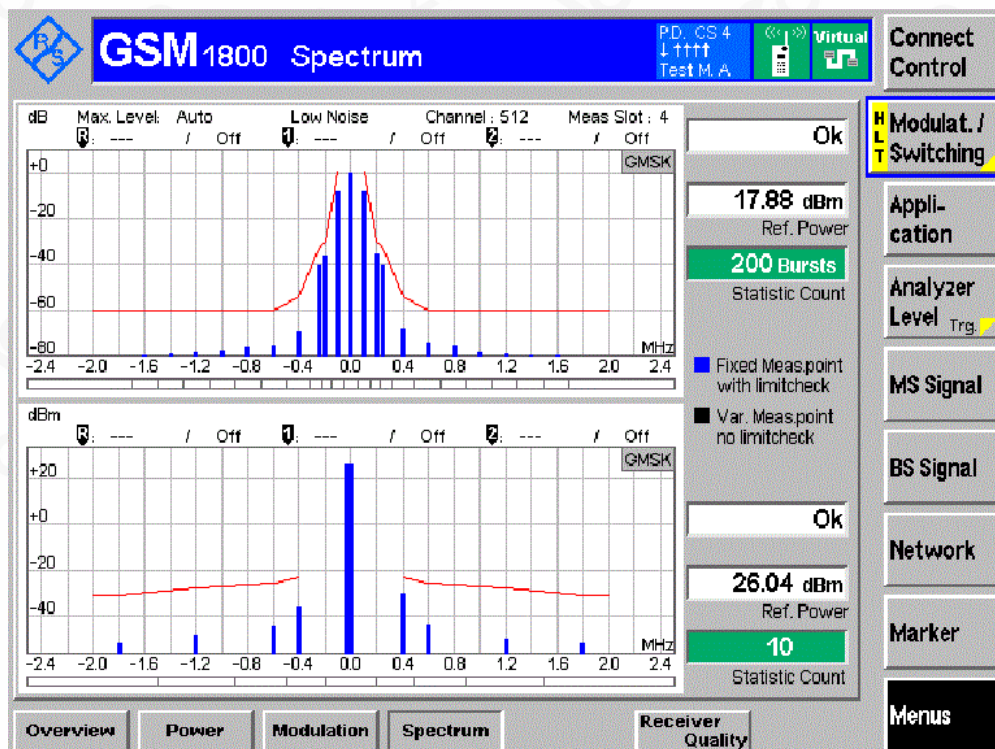 R/S
GSM 1800 Spectrum
P.D. CS 4
↓ ↑↑↑↑
Test M. A
Virtual
dB Max. Level: Auto Low Noise Channel : 512 Meas Slot : 4
R: --- / Off 1: --- / Off 2: --- / Off
GMSK
+0
-20
-40
-60
-80
MHz
-2.4 -2.0 -1.6 -1.2 -0.8 -0.4 0.0 0.4 0.8 1.2 1.6 2.0 2.4
Ok
17.88 dBm
Ref. Power
200 Bursts
Statistic Count
Fixed Meas.point
with limitcheck
Var. Meas.point
no limitcheck
dBm
R: --- / Off 1: --- / Off 2: --- / Off
GMSK
+20
+0
-20
-40
MHz
-2.4 -2.0 -1.6 -1.2 -0.8 -0.4 0.0 0.4 0.8 1.2 1.6 2.0 2.4
Ok
26.04 dBm
Ref. Power
10
Statistic Count
Connect
Control
HLT
Modulat. /
Switching
Appli-
cation
Analyzer
Level Trg.
MS Signal
BS Signal
Network
Marker
Menus
Overview Power Modulation Spectrum Receiver
Quality